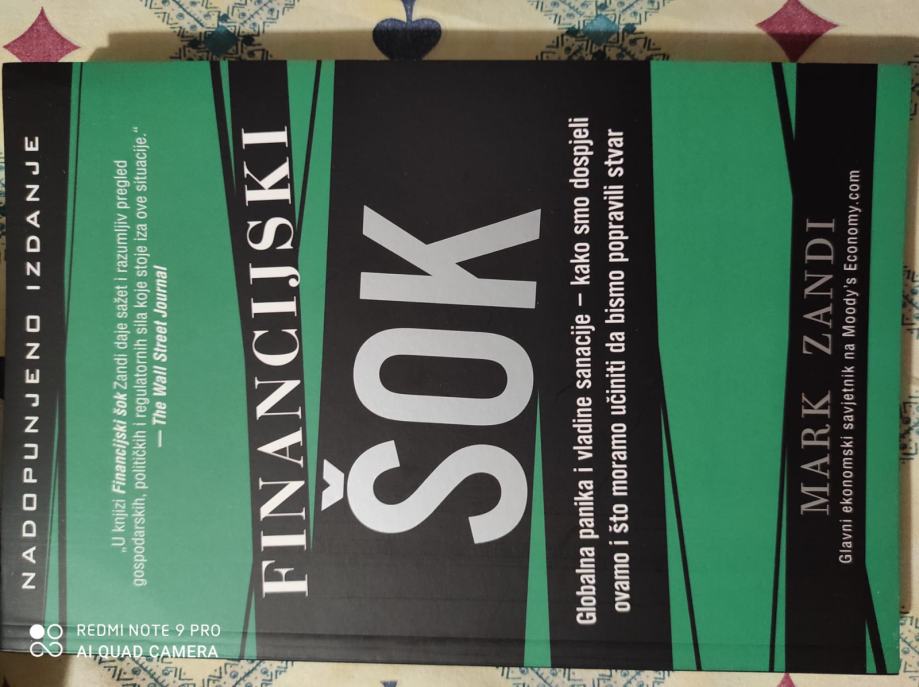 NADOPUNJENO IZDANJE
„U knjizi Financijski šok Zandi daje sažet i razumljiv pregled
gospodarskih, političkih i regulatornih sila koje stoje iza ove situacije.“
— The Wall Street Journal
FINANCIJSKI
ŠOK
Globalna panika i vladine sanacije – kako smo dospjeli
ovamo i što moramo učiniti da bismo popravili stvar
MARK ZANDI
Glavni ekonomski savjetnik na Moody's Economy.com
REDMI NOTE 9 PRO
AI QUAD CAMERA